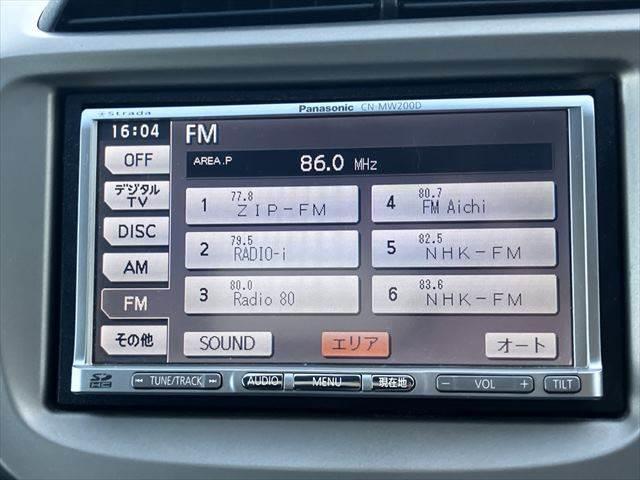 Strada
Panasonic CN-MW200D
16:04
FM
OFF
AREA.P 86.0 MHz
デジタル
TV
77.8
1 ZIP-FM
80.7
4 FM Aichi
DISC
79.5
2 RADIO-i
82.5
5 NHK-FM
AM
80.0
3 Radio 80
83.6
6 NHK-FM
FM
その他
SOUND
エリア
オート
SD HC
TUNE/TRACK
AUDIO
MENU
現在地
− VOL +
TILT